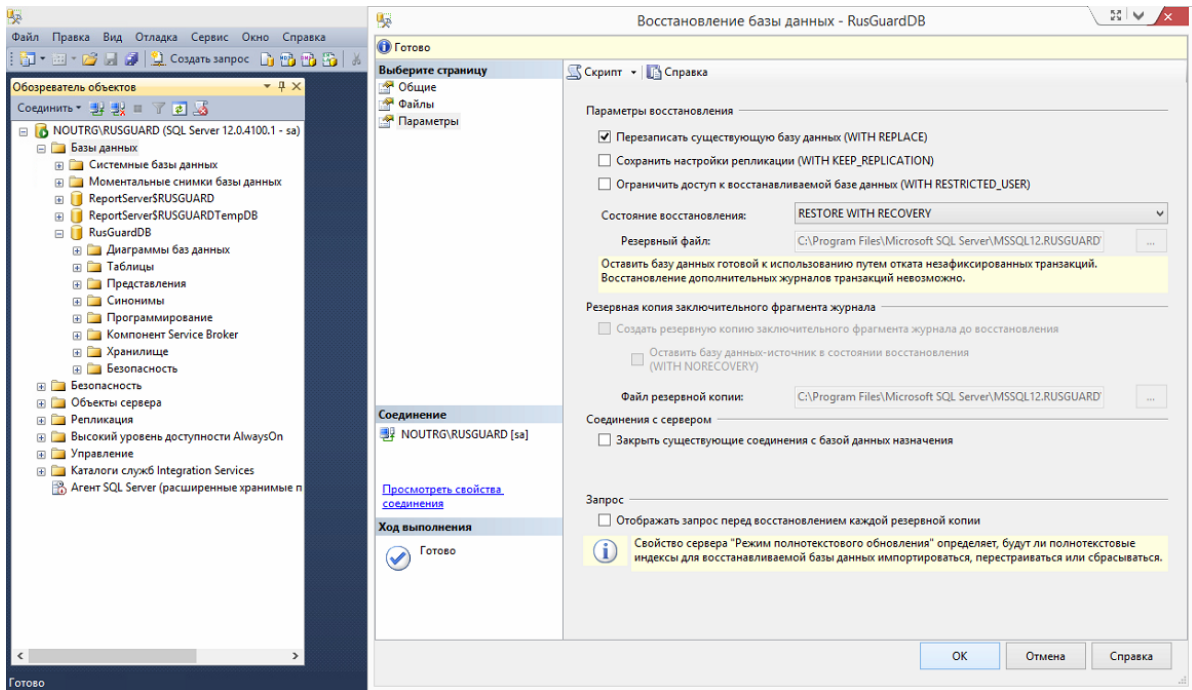 Файл Правка Вид Отладка Сервис Окно Справка
Создать запрос
Обозреватель объектов
Соединить
NOUTRG\RUSGUARD (SQL Server 12.0.4100.1 - sa)
Базы данных
Системные базы данных
Моментальные снимки базы данных
ReportServer$RUSGUARD
ReportServer$RUSGUARDTempDB
RusGuardDB
Диаграммы баз данных
Таблицы
Представления
Синонимы
Программирование
Компонент Service Broker
Хранилище
Безопасность
Безопасность
Объекты сервера
Репликация
Высокий уровень доступности AlwaysOn
Управление
Каталоги служб Integration Services
Агент SQL Server (расширенные хранимые п
Готово
Восстановление базы данных - RusGuardDB
Готово
Выберите страницу
Общие
Файлы
Параметры
Соединение
NOUTRG\RUSGUARD [sa]
Просмотреть свойства
соединения
Ход выполнения
Готово
Скрипт Справка
Параметры восстановления
Перезаписать существующую базу данных (WITH REPLACE)
Сохранить настройки репликации (WITH KEEP_REPLICATION)
Ограничить доступ к восстанавливаемой базе данных (WITH RESTRICTED_USER)
Состояние восстановления: RESTORE WITH RECOVERY
Резервный файл: C:\Program Files\Microsoft SQL Server\MSSQL12.RUSGUARD
...
Оставить базу данных готовой к использованию путем отката незафиксированных транзакций.
Восстановление дополнительных журналов транзакций невозможно.
Резервная копия заключительного фрагмента журнала
Создать резервную копию заключительного фрагмента журнала до восстановления
Оставить базу данных-источник в состоянии восстановления
(WITH NORECOVERY)
Файл резервной копии: C:\Program Files\Microsoft SQL Server\MSSQL12.RUSGUARD
...
Соединения с сервером
Закрыть существующие соединения с базой данных назначения
Запрос
Отображать запрос перед восстановлением каждой резервной копии
Свойство сервера "Режим полнотекстового обновления" определяет, будут ли полнотекстовые
индексы для восстанавливаемой базы данных импортироваться, перестраиваться или сбрасываться.
OK Отмена Справка